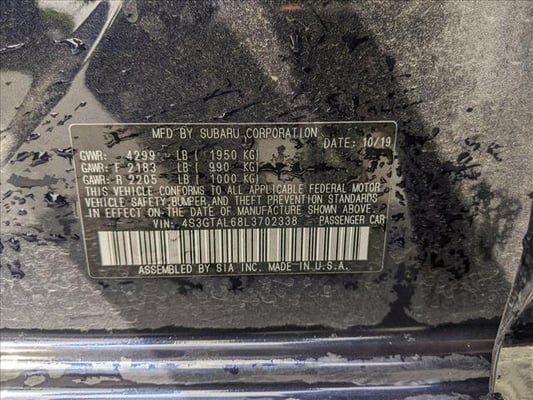 MFD BY SUBARU CORPORATION DATE: 10/19
GVWR: 4299 LB ( 1950 KG)
GAWR: F 2183 LB ( 990 KG)
GAWR: R 2205 LB ( 1000 KG)
THIS VEHICLE CONFORMS TO ALL APPLICABLE FEDERAL MOTOR
VEHICLE SAFETY, BUMPER, AND THEFT PREVENTION STANDARDS
IN EFFECT ON THE DATE OF MANUFACTURE SHOWN ABOVE.
VIN: 4S3GTAL68L3702338 PASSENGER CAR
ASSEMBLED BY SIA INC. MADE IN U.S.A.